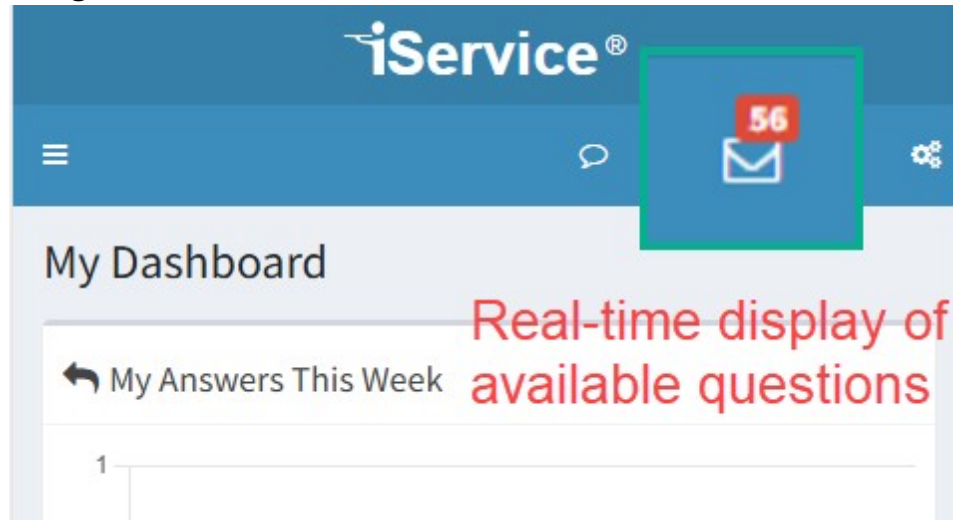 iService®
56
My Dashboard
Real-time display of
My Answers This Week
available questions
1